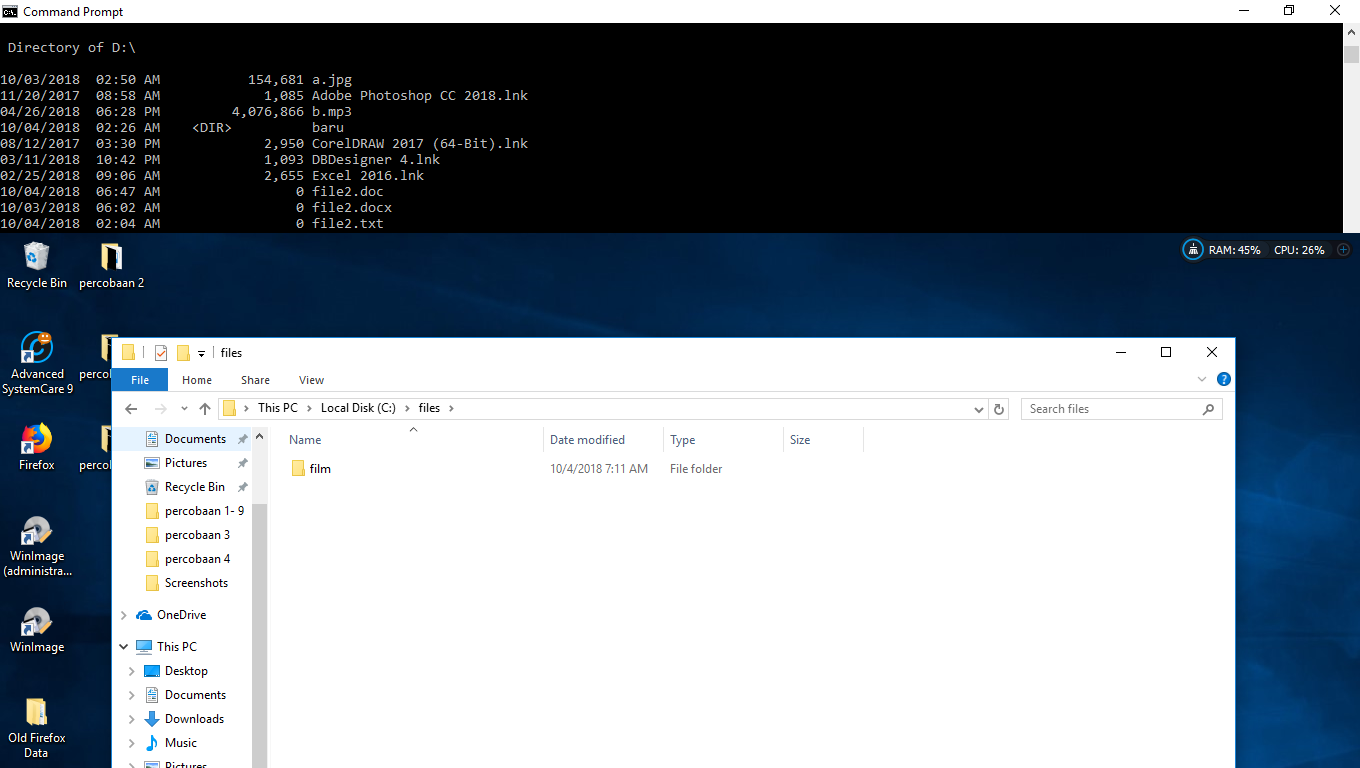 Command Prompt
Directory of D:\
10/03/2018  02:50 AM           154,681 a.jpg
11/20/2017  08:58 AM             1,085 Adobe Photoshop CC 2018.lnk
04/26/2018  06:28 PM         4,076,866 b.mp3
10/04/2018  02:26 AM    <DIR>          baru
08/12/2017  03:30 PM             2,950 CorelDRAW 2017 (64-Bit).lnk
03/11/2018  10:42 PM             1,093 DBDesigner 4.lnk
02/25/2018  09:06 AM             2,655 Excel 2016.lnk
10/04/2018  06:47 AM                 0 file2.doc
10/03/2018  06:02 AM                 0 file2.docx
10/04/2018  02:04 AM                 0 file2.txt
RAM: 45% CPU: 26%
Recycle Bin
percobaan 2
Advanced
SystemCare 9
percob
Firefox
percob
WinImage
(administra...
WinImage
Old Firefox
Data
files
File Home Share View
This PC Local Disk (C:) files
Search files
Name Date modified Type Size
film 10/4/2018 7:11 AM File folder
Documents
Pictures
Recycle Bin
percobaan 1- 9
percobaan 3
percobaan 4
Screenshots
OneDrive
This PC
Desktop
Documents
Downloads
Music
Pictures